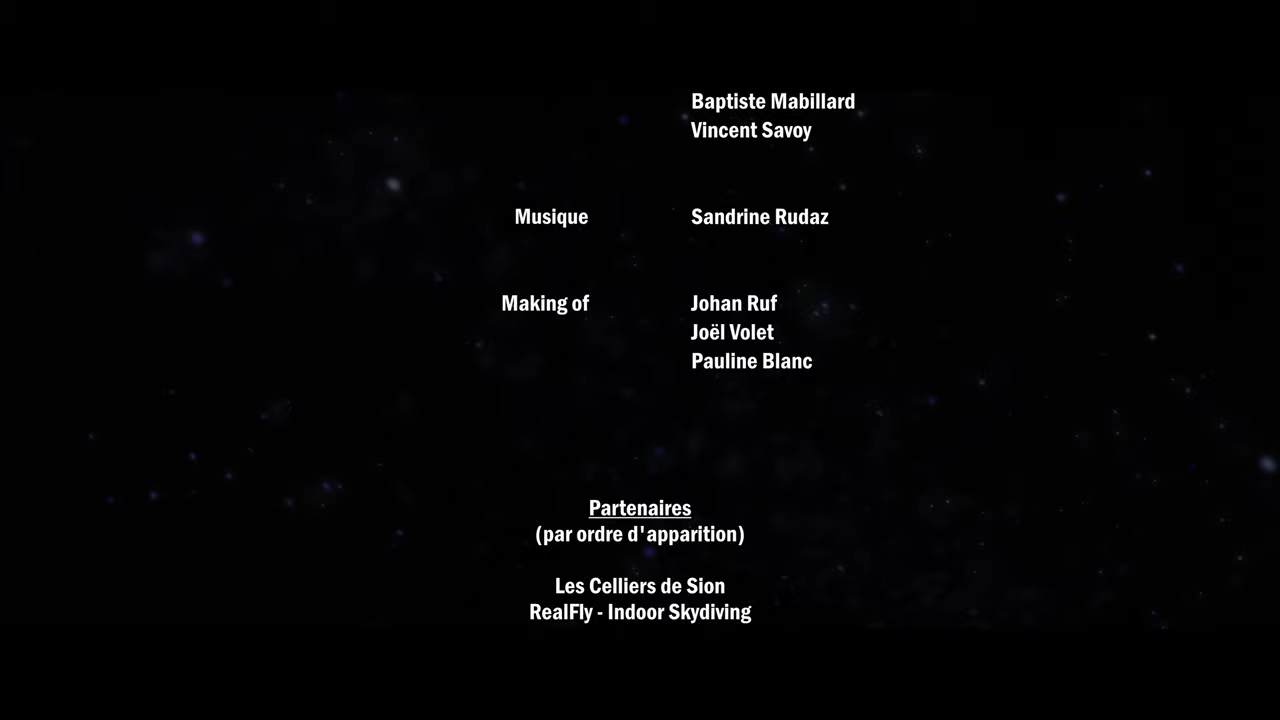 Baptiste Mabillard
Vincent Savoy
Musique Sandrine Rudaz
Making of Johan Ruf
Joël Volet
Pauline Blanc
Partenaires
(par ordre d'apparition)
Les Celliers de Sion
RealFly - Indoor Skydiving